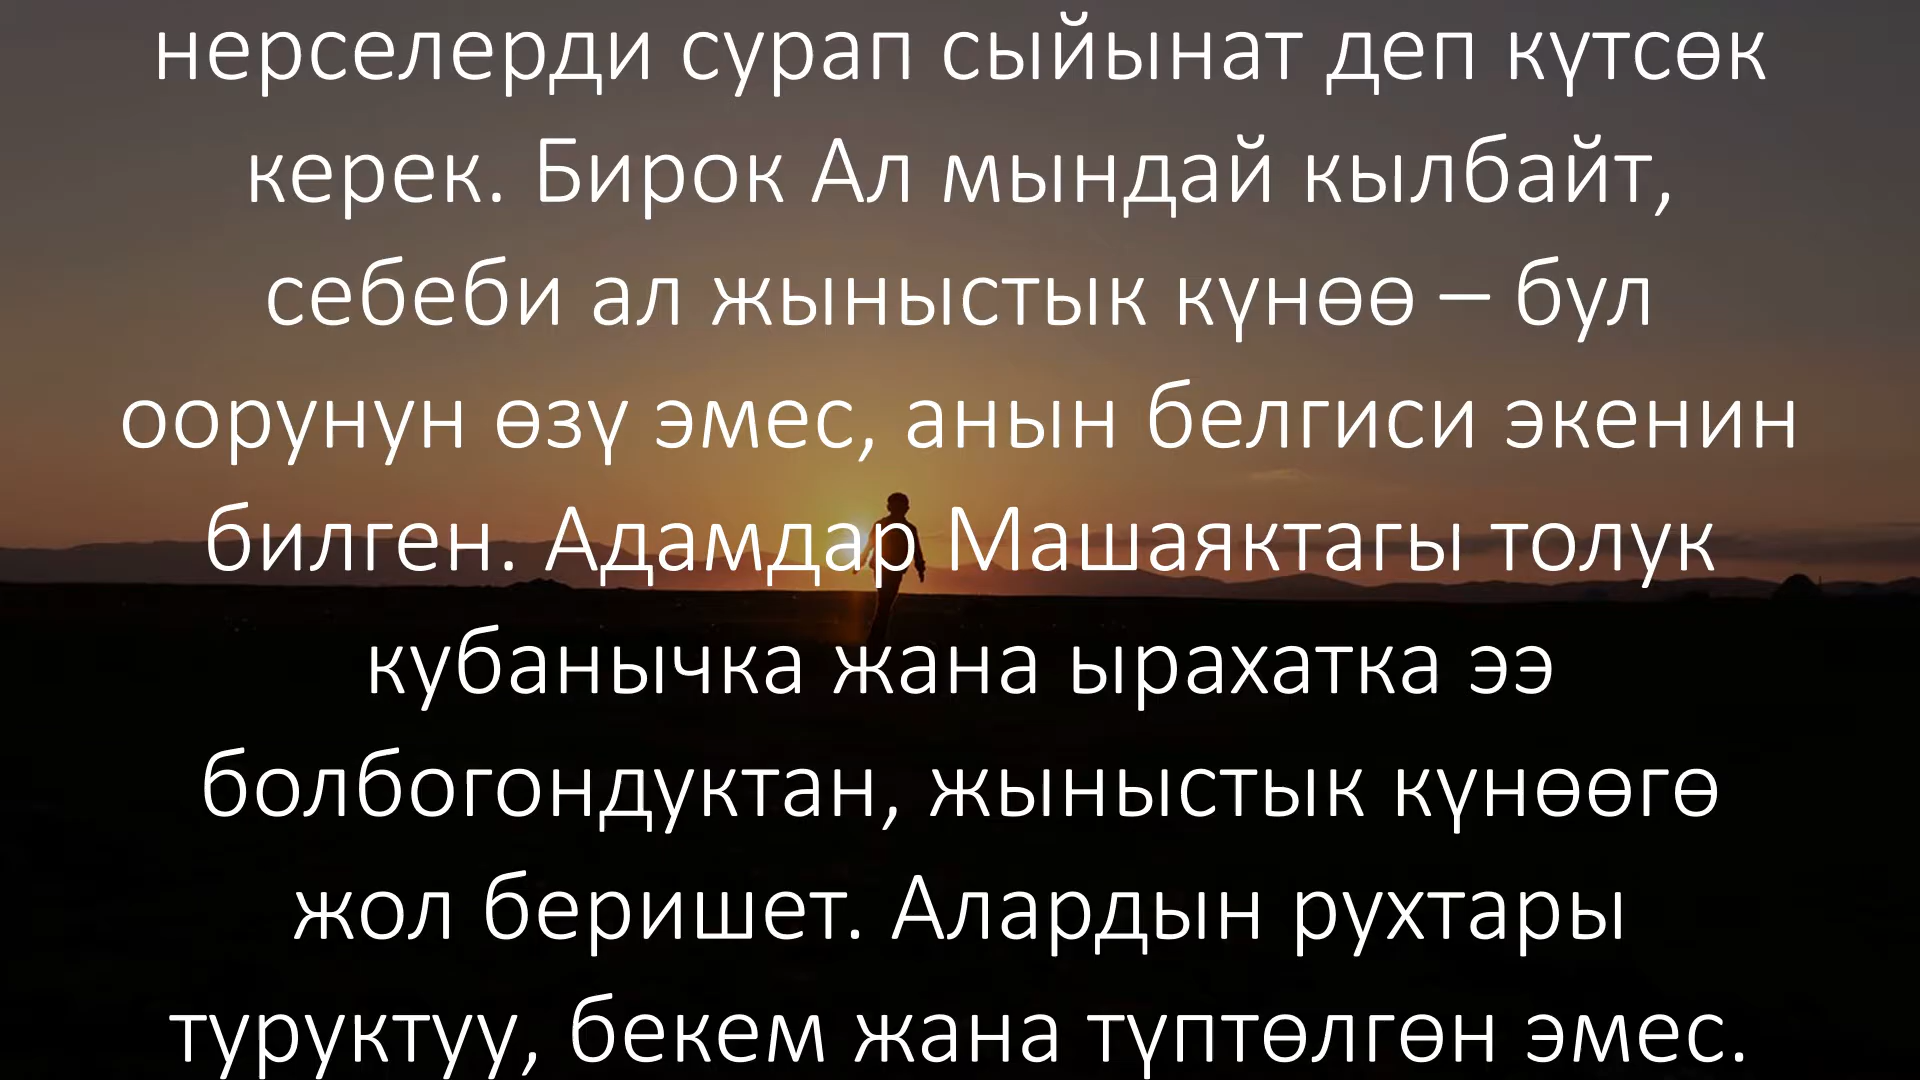 нерселерди сурап сыйынат деп күтсөк
керек. Бирок Ал мындай кылбайт,
себеби ал жыныстык күнөө – бул
оорунун өзү эмес, анын белгиси экенин
билген. Адамдар Машаяктагы толук
кубанычка жана ырахатка ээ
болбогондуктан, жыныстык күнөөгө
жол беришет. Алардын рухтары
туруктуу, бекем жана түптөлгөн эмес.